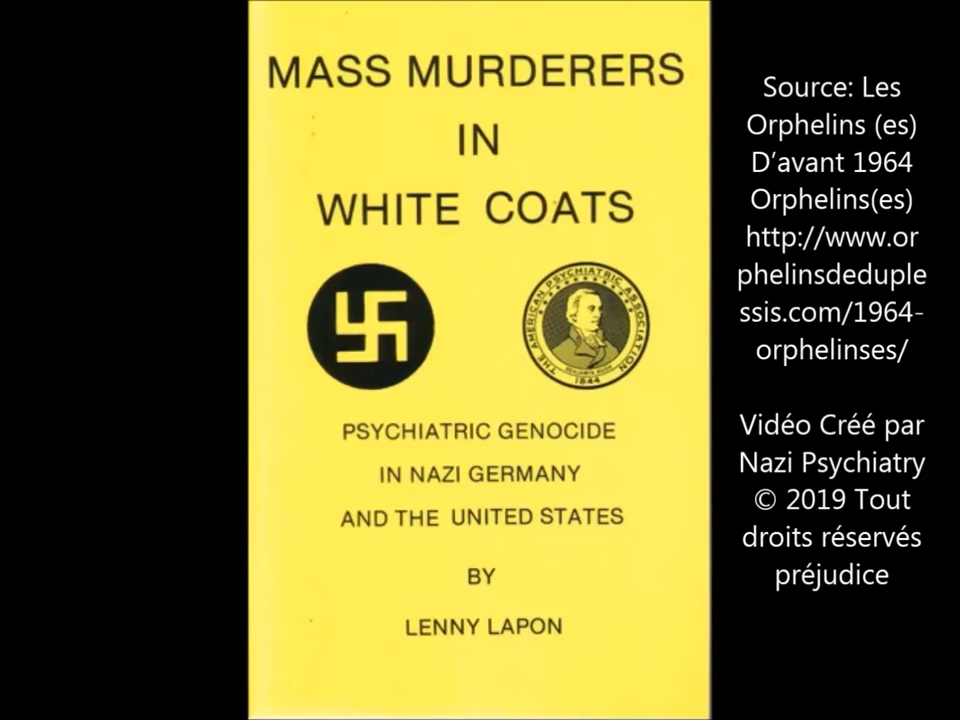 MASS MURDERERS
IN
WHITE COATS
THE AMERICAN PSYCHIATRIC ASSOCIATION
BENJAMIN RUSH
1844
PSYCHIATRIC GENOCIDE
IN NAZI GERMANY
AND THE UNITED STATES
BY
LENNY LAPON
Source: Les
Orphelins (es)
D’avant 1964
Orphelins(es)
http://www.or
phelinsdeduple
ssis.com/1964-
orphelinses/
Vidéo Créé par
Nazi Psychiatry
© 2019 Tout
droits réservés
préjudice